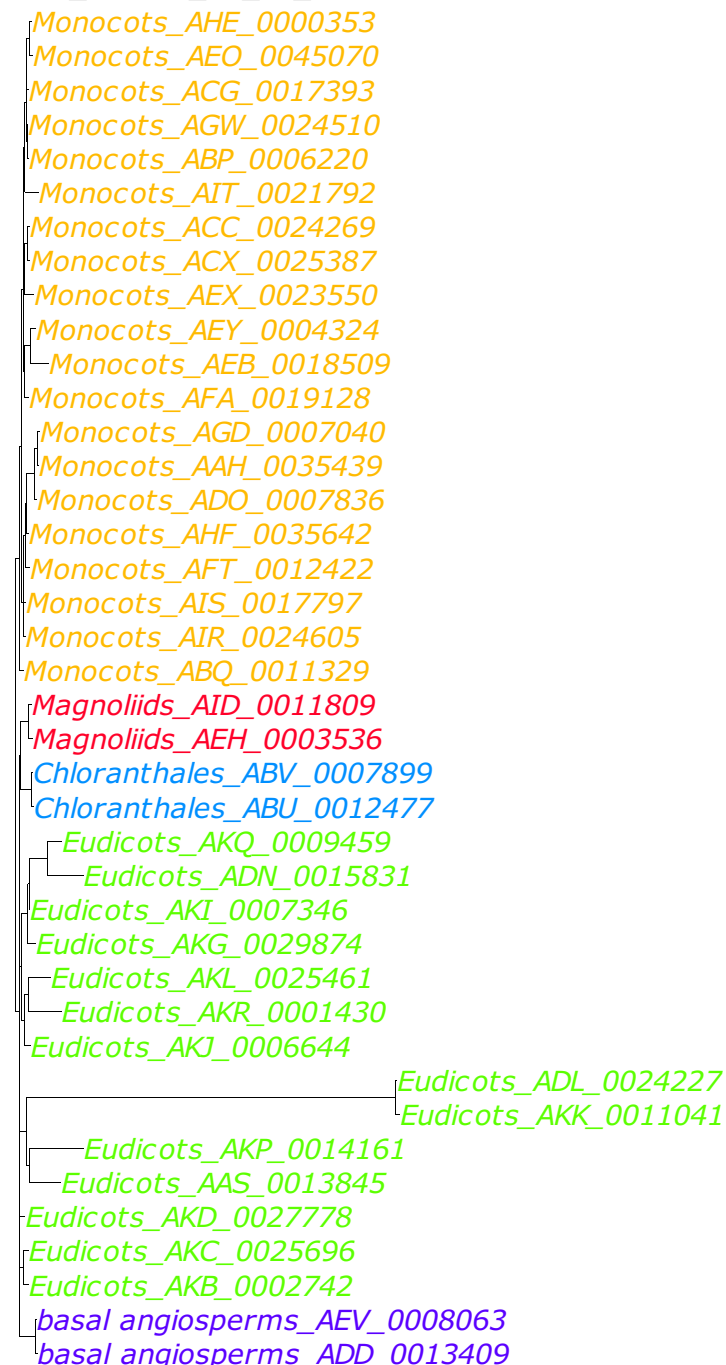 Monocots_AHE_0000353
Monocots_AEO_0045070
Monocots_ACG_0017393
Monocots_AGW_0024510
Monocots_ABP_0006220
Monocots_AIT_0021792
Monocots_ACC_0024269
Monocots_ACX_0025387
Monocots_AEX_0023550
Monocots_AEY_0004324
Monocots_AEB_0018509
Monocots_AFA_0019128
Monocots_AGD_0007040
Monocots_AAH_0035439
Monocots_ADO_0007836
Monocots_AHF_0035642
Monocots_AFT_0012422
Monocots_AIS_0017797
Monocots_AIR_0024605
Monocots_ABQ_0011329
Magnoliids_AID_0011809
Magnoliids_AEH_0003536
Chloranthales_ABV_0007899
Chloranthales_ABU_0012477
Eudicots_AKQ_0009459
Eudicots_ADN_0015831
Eudicots_AKI_0007346
Eudicots_AKG_0029874
Eudicots_AKL_0025461
Eudicots_AKR_0001430
Eudicots_AKJ_0006644
Eudicots_ADL_0024227
Eudicots_AKK_0011041
Eudicots_AKP_0014161
Eudicots_AAS_0013845
Eudicots_AKD_0027778
Eudicots_AKC_0025696
Eudicots_AKB_0002742
basal angiosperms_AEV_0008063
basal angiosperms_ADD_0013409